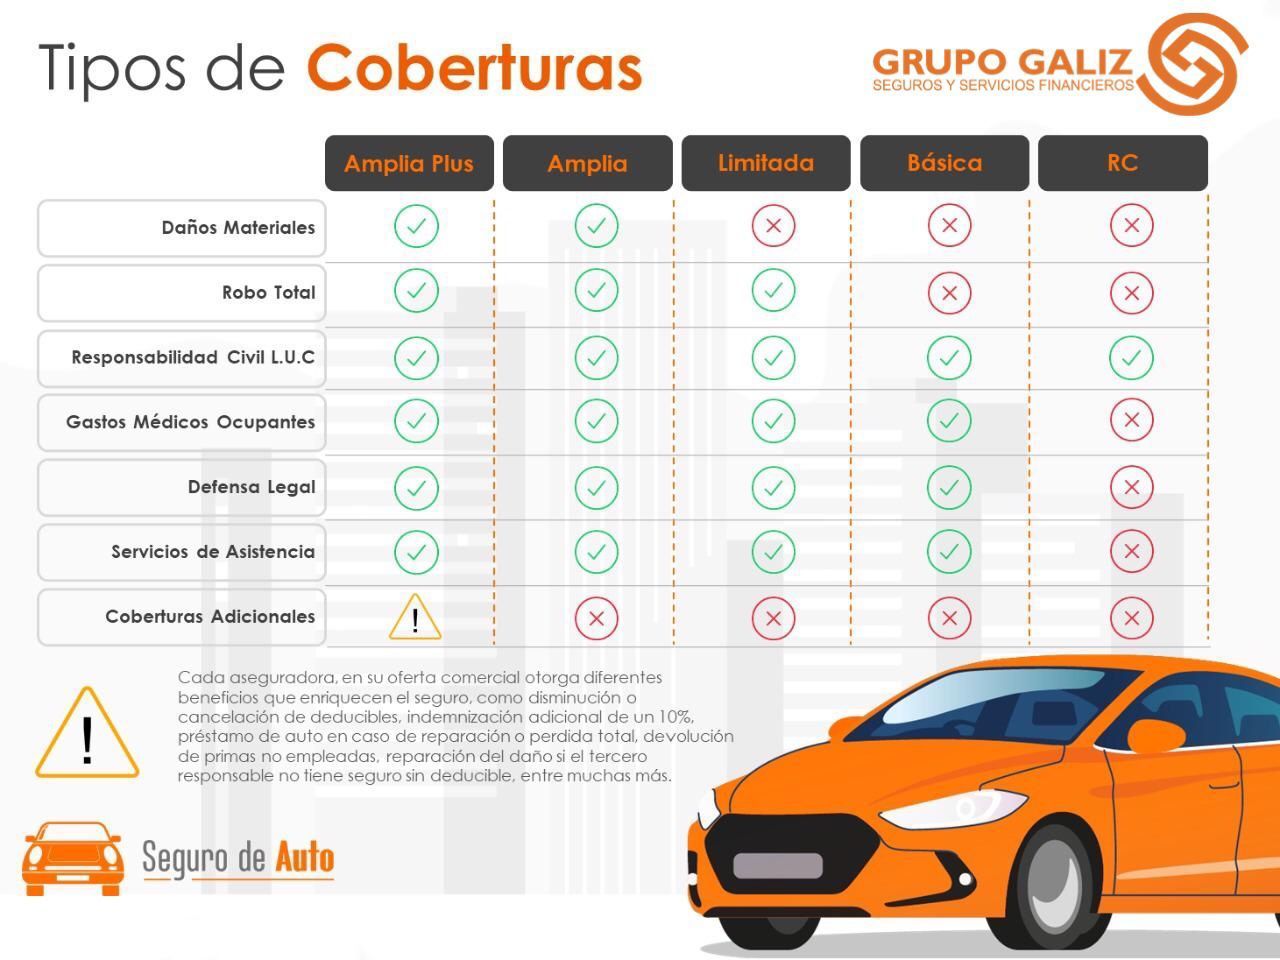 Tipos de Coberturas
GRUPO GALIZ
SEGUROS Y SERVICIOS FINANCIEROS
Amplia Plus
Amplia
Limitada
Básica
RC
Daños Materiales
Robo Total
Responsabilidad Civil L.U.C
Gastos Médicos Ocupantes
Defensa Legal
Servicios de Asistencia
Coberturas Adicionales
!
!
Cada aseguradora, en su oferta comercial otorga diferentes
beneficios que enriquecen el seguro, como disminución o
cancelación de deducibles, indemnización adicional de un 10%,
préstamo de auto en caso de reparación o perdida total, devolución
de primas no empleadas, reparación del daño si el tercero
responsable no tiene seguro sin deducible, entre muchas más.
Seguro de Auto